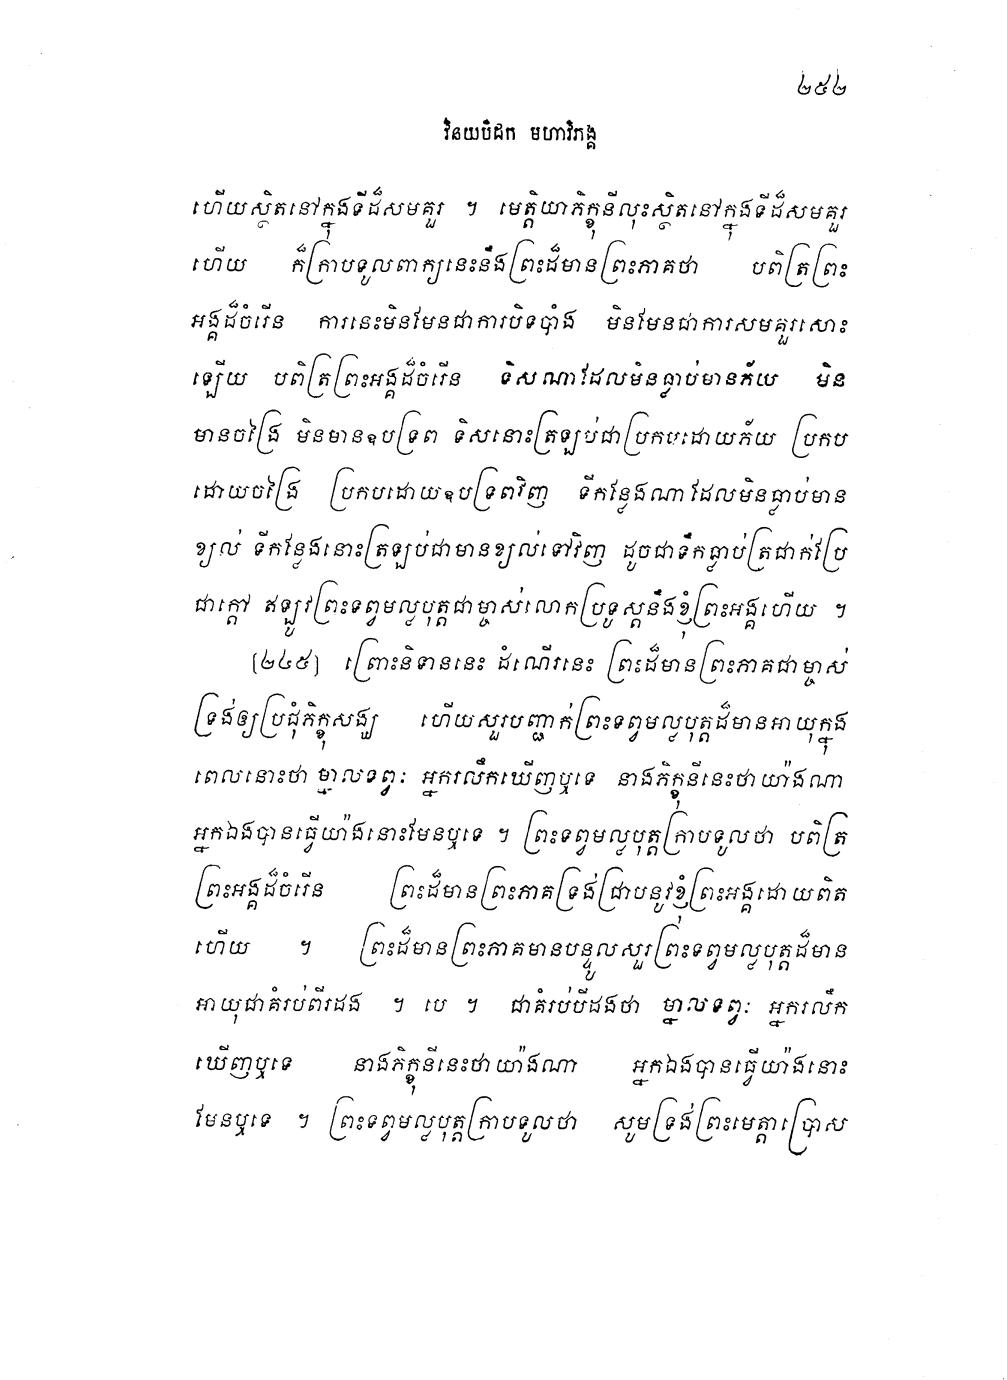 ២៥២
វិនយបិដក មហាវិភង្គ
ហើយស្ថិតនៅក្នុងទីដ៏សមគួរ ។ មេត្តិយាភិក្ខុនីលុះស្ថិតនៅក្នុងទីដ៏សមគួរ
ហើយ ក៏ក្រាបទូលពាក្យនេះនឹងព្រះដ៏មានព្រះភាគថា បពិត្រព្រះ
អង្គដ៏ចំរើន ការនេះមិនមែនជាការបិទបាំង មិនមែនជាការសមគួរសោះ
ឡើយ បពិត្រព្រះអង្គដ៏ចំរើន ទិសណាដែលមិនធ្លាប់មានភ័យ មិន
មានចង្រៃ មិនមានឧបទ្រព ទិសនោះត្រឡប់ជាប្រកបដោយភ័យ ប្រកប
ដោយចង្រៃ ប្រកបដោយឧបទ្រពវិញ ទីកន្លែងណាដែលមិនធ្លាប់មាន
ខ្យល់ ទីកន្លែងនោះត្រឡប់ជាមានខ្យល់ទៅវិញ ដូចជាទឹកធ្លាប់ត្រជាក់ប្រែ
ជាក្តៅ ឥឡូវព្រះទព្វមល្លបុត្តជាម្ចាស់លោកប្រទូស្តនឹងខ្ញុំព្រះអង្គហើយ ។
(២៤៥) ព្រោះនិទាននេះ ដំណើរនេះ ព្រះដ៏មានព្រះភាគជាម្ចាស់
ទ្រង់ឲ្យប្រជុំភិក្ខុសង្ឃ ហើយសួរបញ្ជាក់ព្រះទព្វមល្លបុត្តដ៏មានអាយុក្នុង
ពេលនោះថា ម្នាលទព្វៈ អ្នករលឹកឃើញឬទេ នាងភិក្ខុនីនេះថាយ៉ាងណា
អ្នកឯងបានធ្វើយ៉ាងនោះមែនឬទេ ។ ព្រះទព្វមល្លបុត្តក្រាបទូលថា បពិត្រ
ព្រះអង្គដ៏ចំរើន ព្រះដ៏មានព្រះភាគទ្រង់ជ្រាបនូវខ្ញុំព្រះអង្គដោយពិត
ហើយ ។ ព្រះដ៏មានព្រះភាគមានបន្ទូលសួរព្រះទព្វមល្លបុត្តដ៏មាន
អាយុជាគំរប់ពីរដង ។ បេ ។ ជាគំរប់បីដងថា ម្នាលទព្វៈ អ្នករលឹក
ឃើញឬទេ នាងភិក្ខុនីនេះថាយ៉ាងណា អ្នកឯងបានធ្វើយ៉ាងនោះ
មែនឬទេ ។ ព្រះទព្វមល្លបុត្តក្រាបទូលថា សូមទ្រង់ព្រះមេត្តាប្រោស